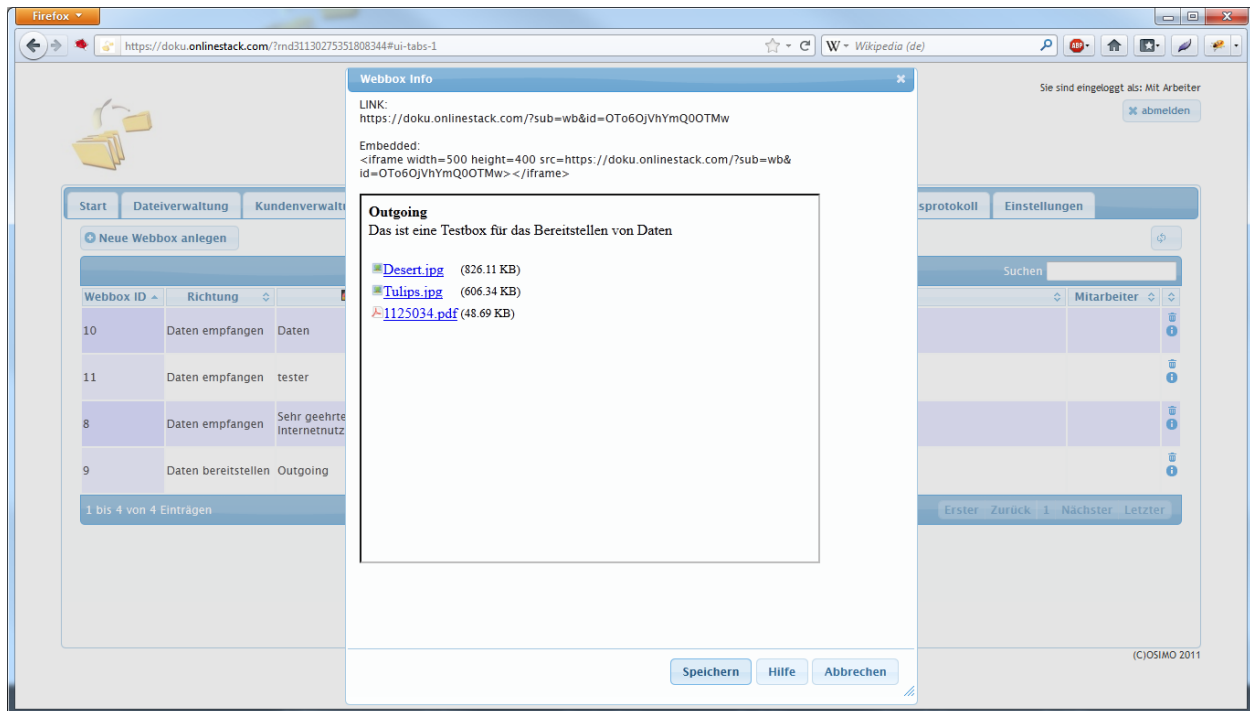 Firefox
https://doku.onlinestack.com/?rnd31130275351808344#ui-tabs-1
W Wikipedia (de)
ABP
Webbox Info
LINK:
https://doku.onlinestack.com/?sub=wb&id=OTo6OjVhYmQ0OTMw
Embedded:
<iframe width=500 height=400 src=https://doku.onlinestack.com/?sub=wb&
id=OTo6OjVhYmQ0OTMw></iframe>
Outgoing
Das ist eine Testbox für das Bereitstellen von Daten
Desert.jpg (826.11 KB)
Tulips.jpg (606.34 KB)
1125034.pdf (48.69 KB)
Speichern Hilfe Abbrechen
Sie sind eingeloggt als: Mit Arbeiter
abmelden
Start Dateiverwaltung Kundenverwaltu sprotokoll Einstellungen
Neue Webbox anlegen
Suchen
Webbox ID Richtung Mitarbeiter
10 Daten empfangen Daten
11 Daten empfangen tester
8 Daten empfangen Sehr geehrte
Internetnutz
9 Daten bereitstellen Outgoing
1 bis 4 von 4 Einträgen Erster Zurück 1 Nächster Letzter
(C)OSIMO 2011